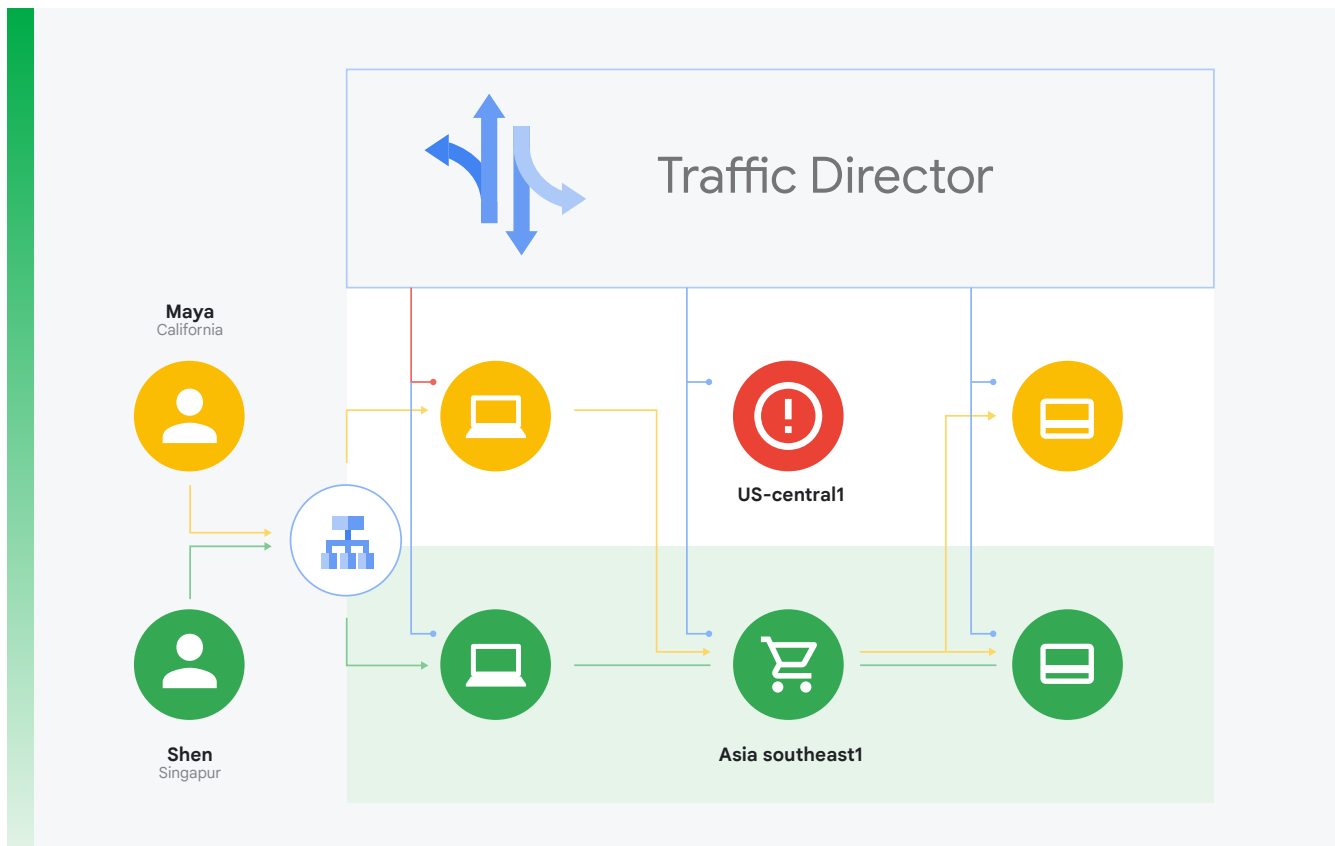 Traffic Director
Maya
California
US-central1
Shen
Singapur
Asia southeast1